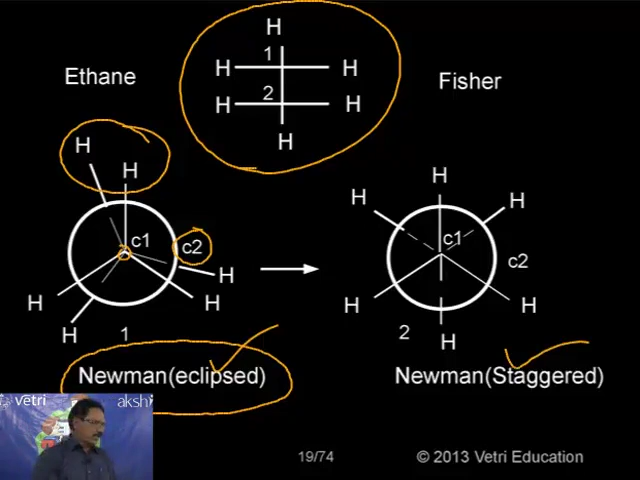 H
Ethane
1
H H
Fisher
2
H H
H
H
H
H
H
H
c1
c2
H
H
H
H
1
c1
c2
H
H
2
H
Newman(eclipsed)
Newman(Staggered)
vetri
akshi
19/74
© 2013 Vetri Education